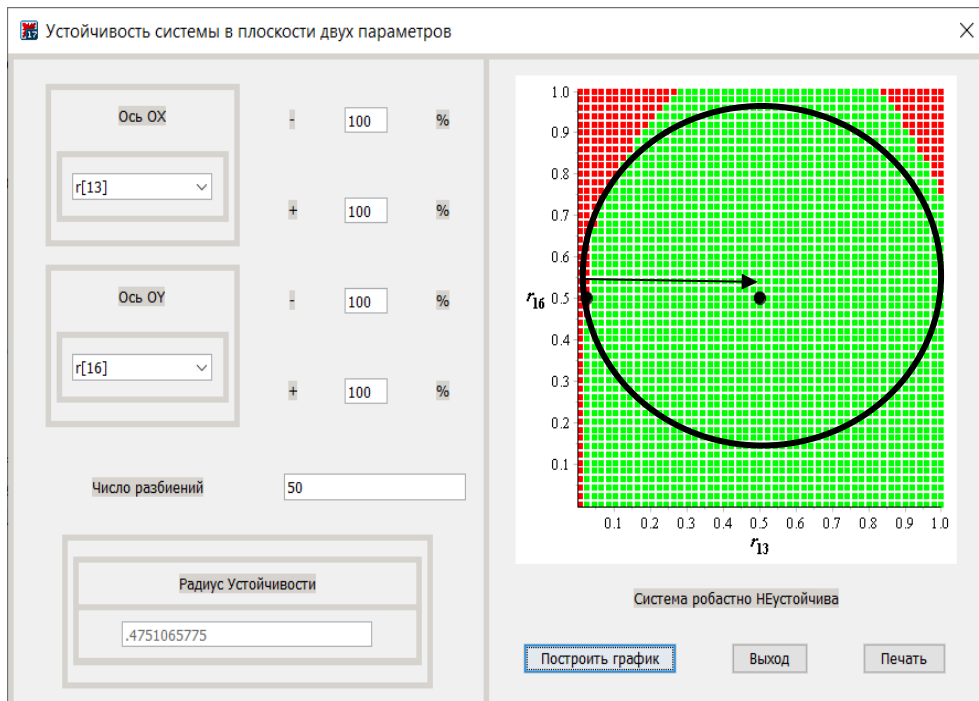 Устойчивость системы в плоскости двух параметров
Ось OX
- 100 %
r[13]
+ 100 %
Ось OY
- 100 %
r[16]
+ 100 %
Число разбиений 50
Радиус Устойчивости
.4751065775
1.0
0.9
0.8
0.7
0.6
r16 0.5
0.4
0.3
0.2
0.1
0.1 0.2 0.3 0.4 0.5 0.6 0.7 0.8 0.9 1.0
r13
Система робастно НЕустойчива
Построить график Выход Печать